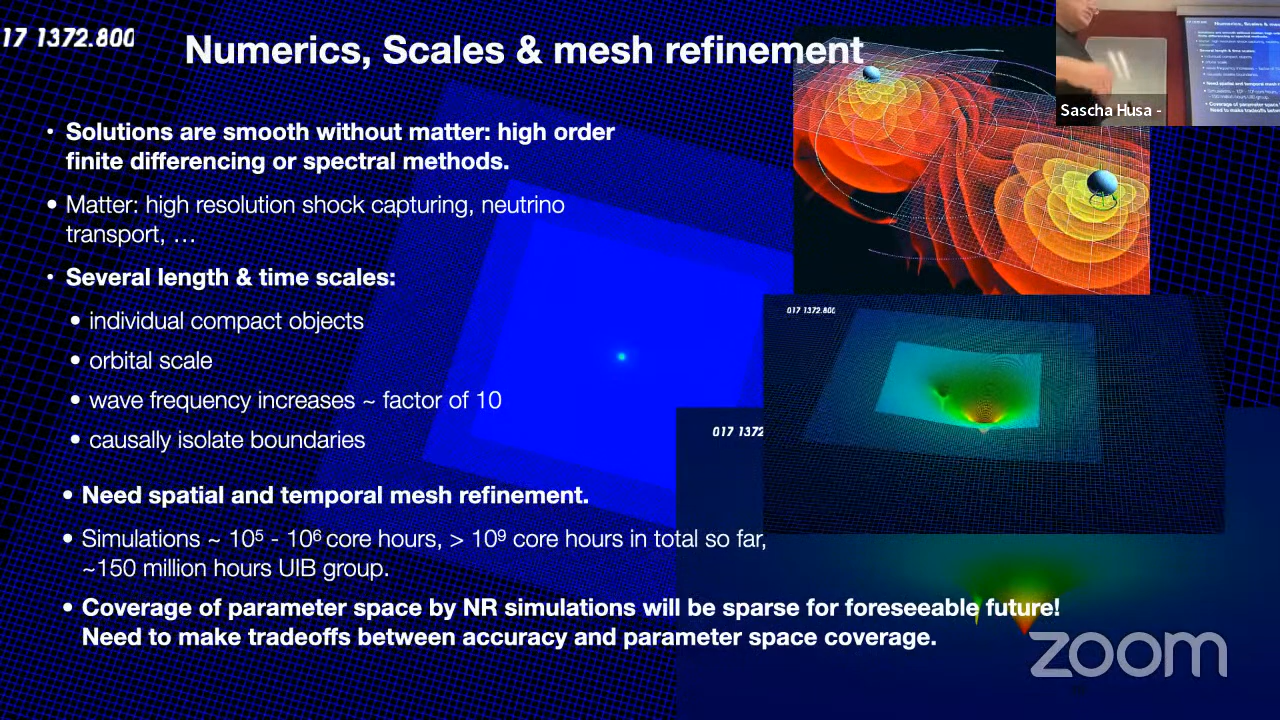 17 1372.800
Numerics, Scales & mesh refinement
Sascha Husa -
• Solutions are smooth without matter: high order
finite differencing or spectral methods.
• Matter: high resolution shock capturing, neutrino
transport, …
• Several length & time scales:
• individual compact objects
• orbital scale
• wave frequency increases ~ factor of 10
• causally isolate boundaries
017 1372.800
017 1372
• Need spatial and temporal mesh refinement.
• Simulations ~ 10⁵ - 10⁶ core hours, > 10⁹ core hours in total so far,
~150 million hours UIB group.
• Coverage of parameter space by NR simulations will be sparse for foreseeable future!
Need to make tradeoffs between accuracy and parameter space coverage.
zoom